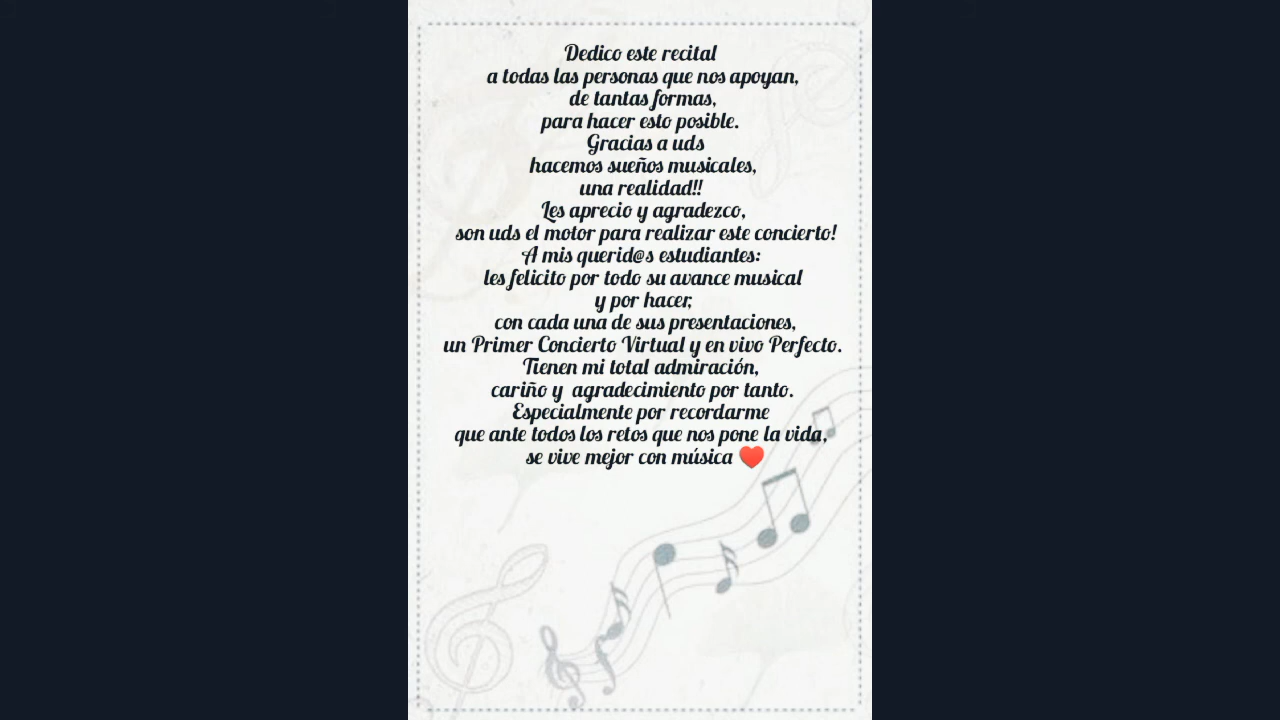 Dedico este recital
a todas las personas que nos apoyan,
de tantas formas,
para hacer esto posible.
Gracias a uds
hacemos sueños musicales,
una realidad!!
Les aprecio y agradezco,
son uds el motor para realizar este concierto!
A mis querid@s estudiantes:
les felicito por todo su avance musical
y por hacer,
con cada una de sus presentaciones,
un Primer Concierto Virtual y en vivo Perfecto.
Tienen mi total admiración,
cariño y agradecimiento por tanto.
Especialmente por recordarme
que ante todos los retos que nos pone la vida,
se vive mejor con música ♥